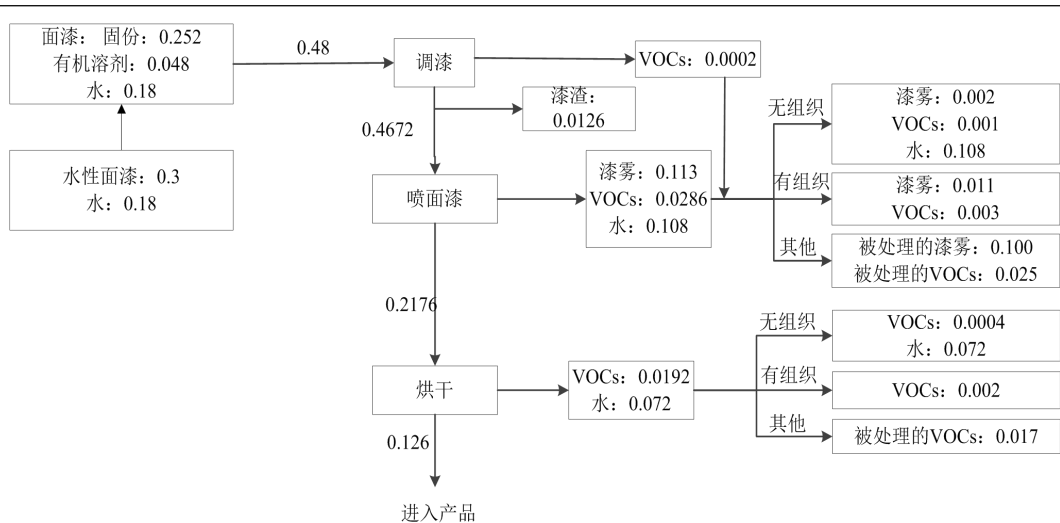 面漆：固份：0.252
有机溶剂：0.048
水：0.18
0.48
调漆
VOCs：0.0002
漆渣：
0.0126
0.4672
水性面漆：0.3
水：0.18
喷面漆
漆雾：0.113
VOCs：0.0286
水：0.108
无组织
漆雾：0.002
VOCs：0.001
水：0.108
有组织
漆雾：0.011
VOCs：0.003
其他
被处理的漆雾：0.100
被处理的VOCs：0.025
0.2176
烘干
VOCs：0.0192
水：0.072
无组织
VOCs：0.0004
水：0.072
有组织
VOCs：0.002
其他
被处理的VOCs：0.017
0.126
进入产品